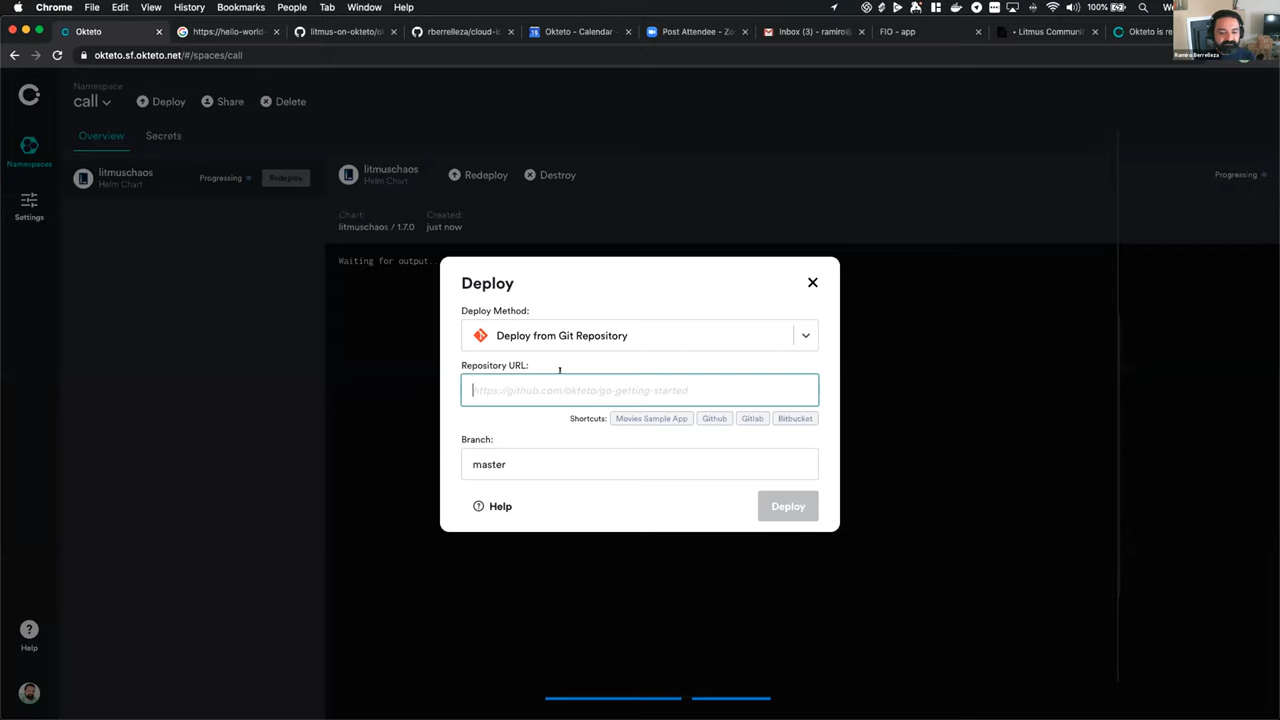 Chrome File Edit View History Bookmarks People Tab Window Help 100%
Okteto https://hello-world- litmus-on-okteto/ol rberrelleza/cloud-ic Okteto - Calendar Post Attendee - Zo Inbox (3) - ramiro@ FIO - app • Litmus Communi Okteto is re
okteto.sf.okteto.net/#/spaces/call
Ramiro Berrelleza
Namespace
call Deploy Share Delete
Overview Secrets
Namespaces
Settings
litmuschaos
Helm Chart
Progressing Redeploy
litmuschaos
Helm Chart
Redeploy Destroy
Progressing
Chart: Created:
litmuschaos / 1.7.0 just now
Waiting for output..
Deploy
Deploy Method:
Deploy from Git Repository
Repository URL:
https://github.com/okteto/go-getting-started
Shortcuts: Movies Sample App Github Gitlab Bitbucket
Branch:
master
Help Deploy
Help